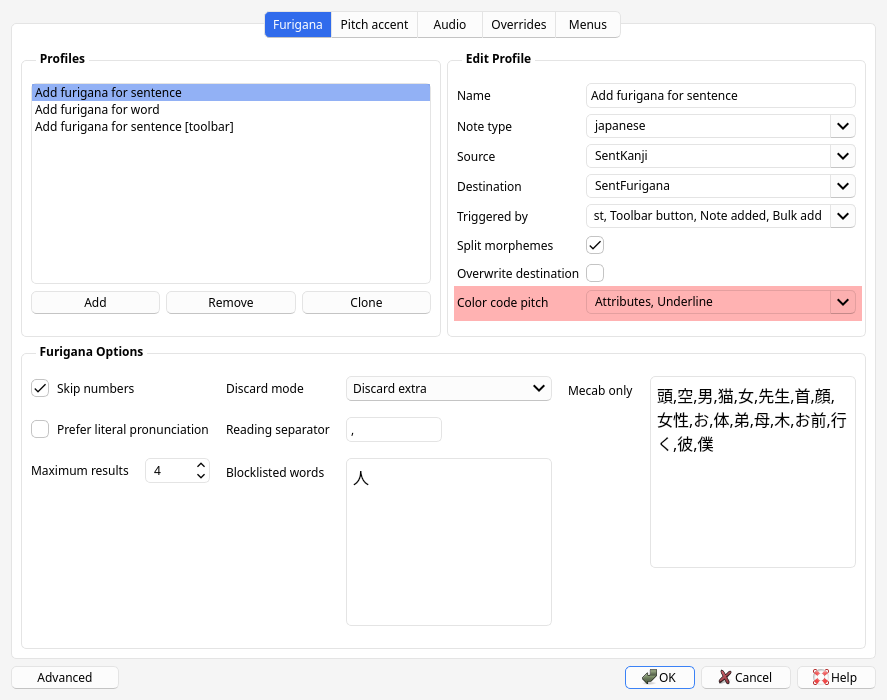 Furigana
Pitch accent
Audio
Overrides
Menus
Profiles
Add furigana for sentence
Add furigana for word
Add furigana for sentence [toolbar]
Add
Remove
Clone
Edit Profile
Name
Add furigana for sentence
Note type
japanese
Source
SentKanji
Destination
SentFurigana
Triggered by
st, Toolbar button, Note added, Bulk add
Split morphemes
Overwrite destination
Color code pitch
Attributes, Underline
Furigana Options
Skip numbers
Prefer literal pronunciation
Maximum results
4
Discard mode
Discard extra
Reading separator
,
Blocklisted words
人
Mecab only
頭,空,男,猫,女,先生,首,顔,
女性,お,体,弟,母,木,お前,行
く,彼,僕
Advanced
OK
Cancel
Help